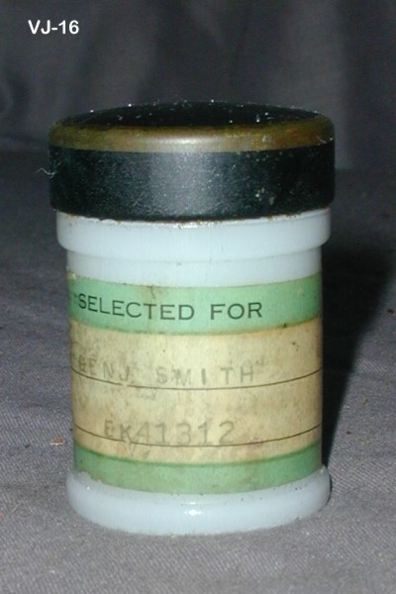 VJ-16
SELECTED FOR
BENJ SMITH
EK41312